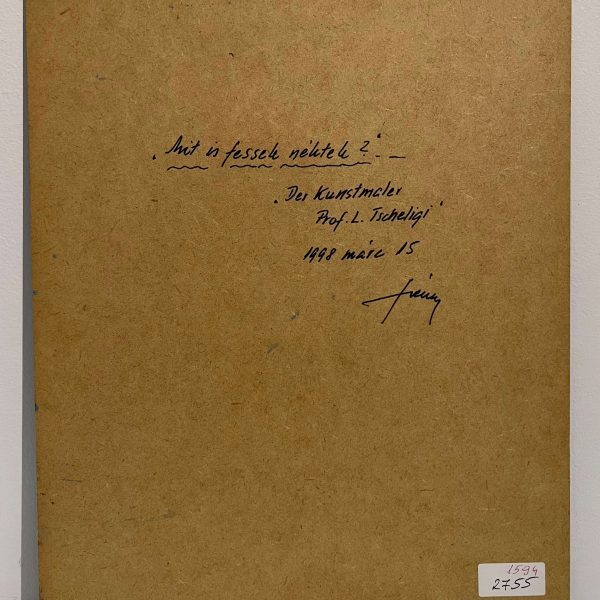 „Mit is fessek néktek?" . —
„Der Kunstmaler
Prof. L. Tscheligi"
1998 márc 15
1594
2755